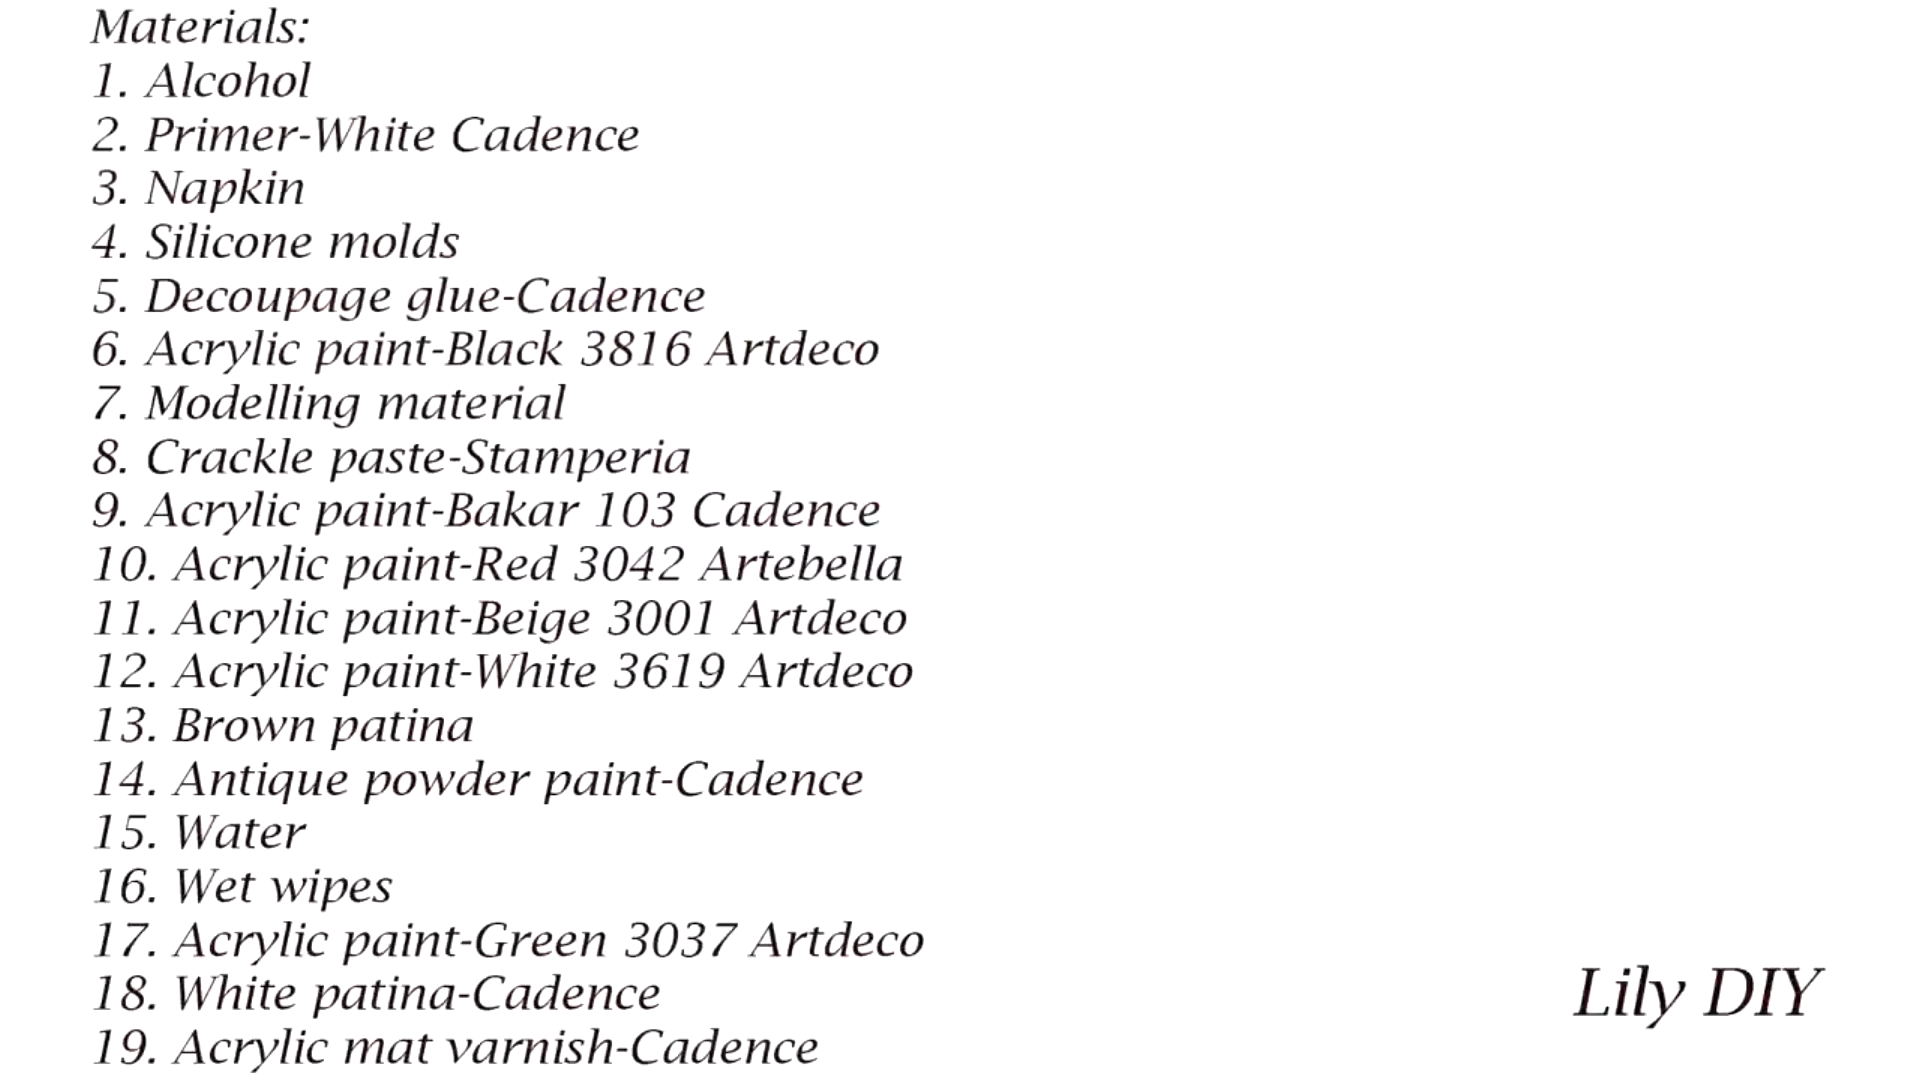 Materials:
1. Alcohol
2. Primer-White Cadence
3. Napkin
4. Silicone molds
5. Decoupage glue-Cadence
6. Acrylic paint-Black 3816 Artdeco
7. Modelling material
8. Crackle paste-Stamperia
9. Acrylic paint-Bakar 103 Cadence
10. Acrylic paint-Red 3042 Artebella
11. Acrylic paint-Beige 3001 Artdeco
12. Acrylic paint-White 3619 Artdeco
13. Brown patina
14. Antique powder paint-Cadence
15. Water
16. Wet wipes
17. Acrylic paint-Green 3037 Artdeco
18. White patina-Cadence
19. Acrylic mat varnish-Cadence
Lily DIY